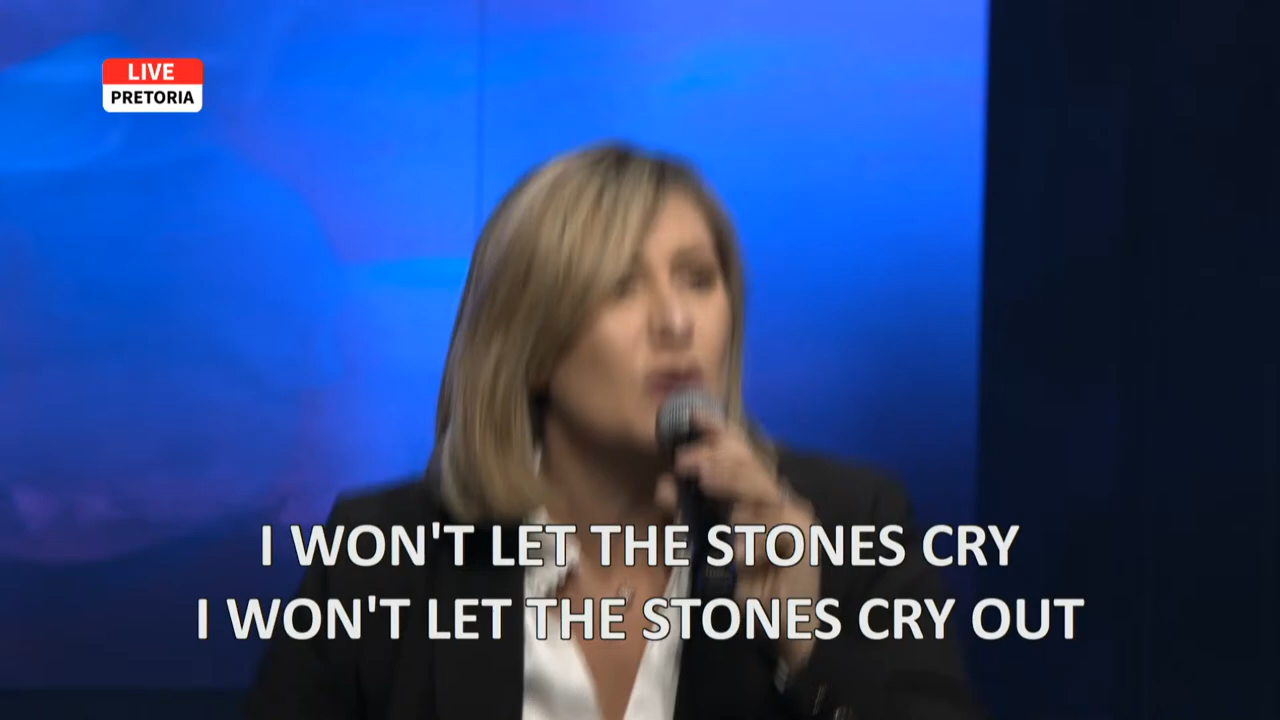 LIVE
PRETORIA
I WON'T LET THE STONES CRY
I WON'T LET THE STONES CRY OUT